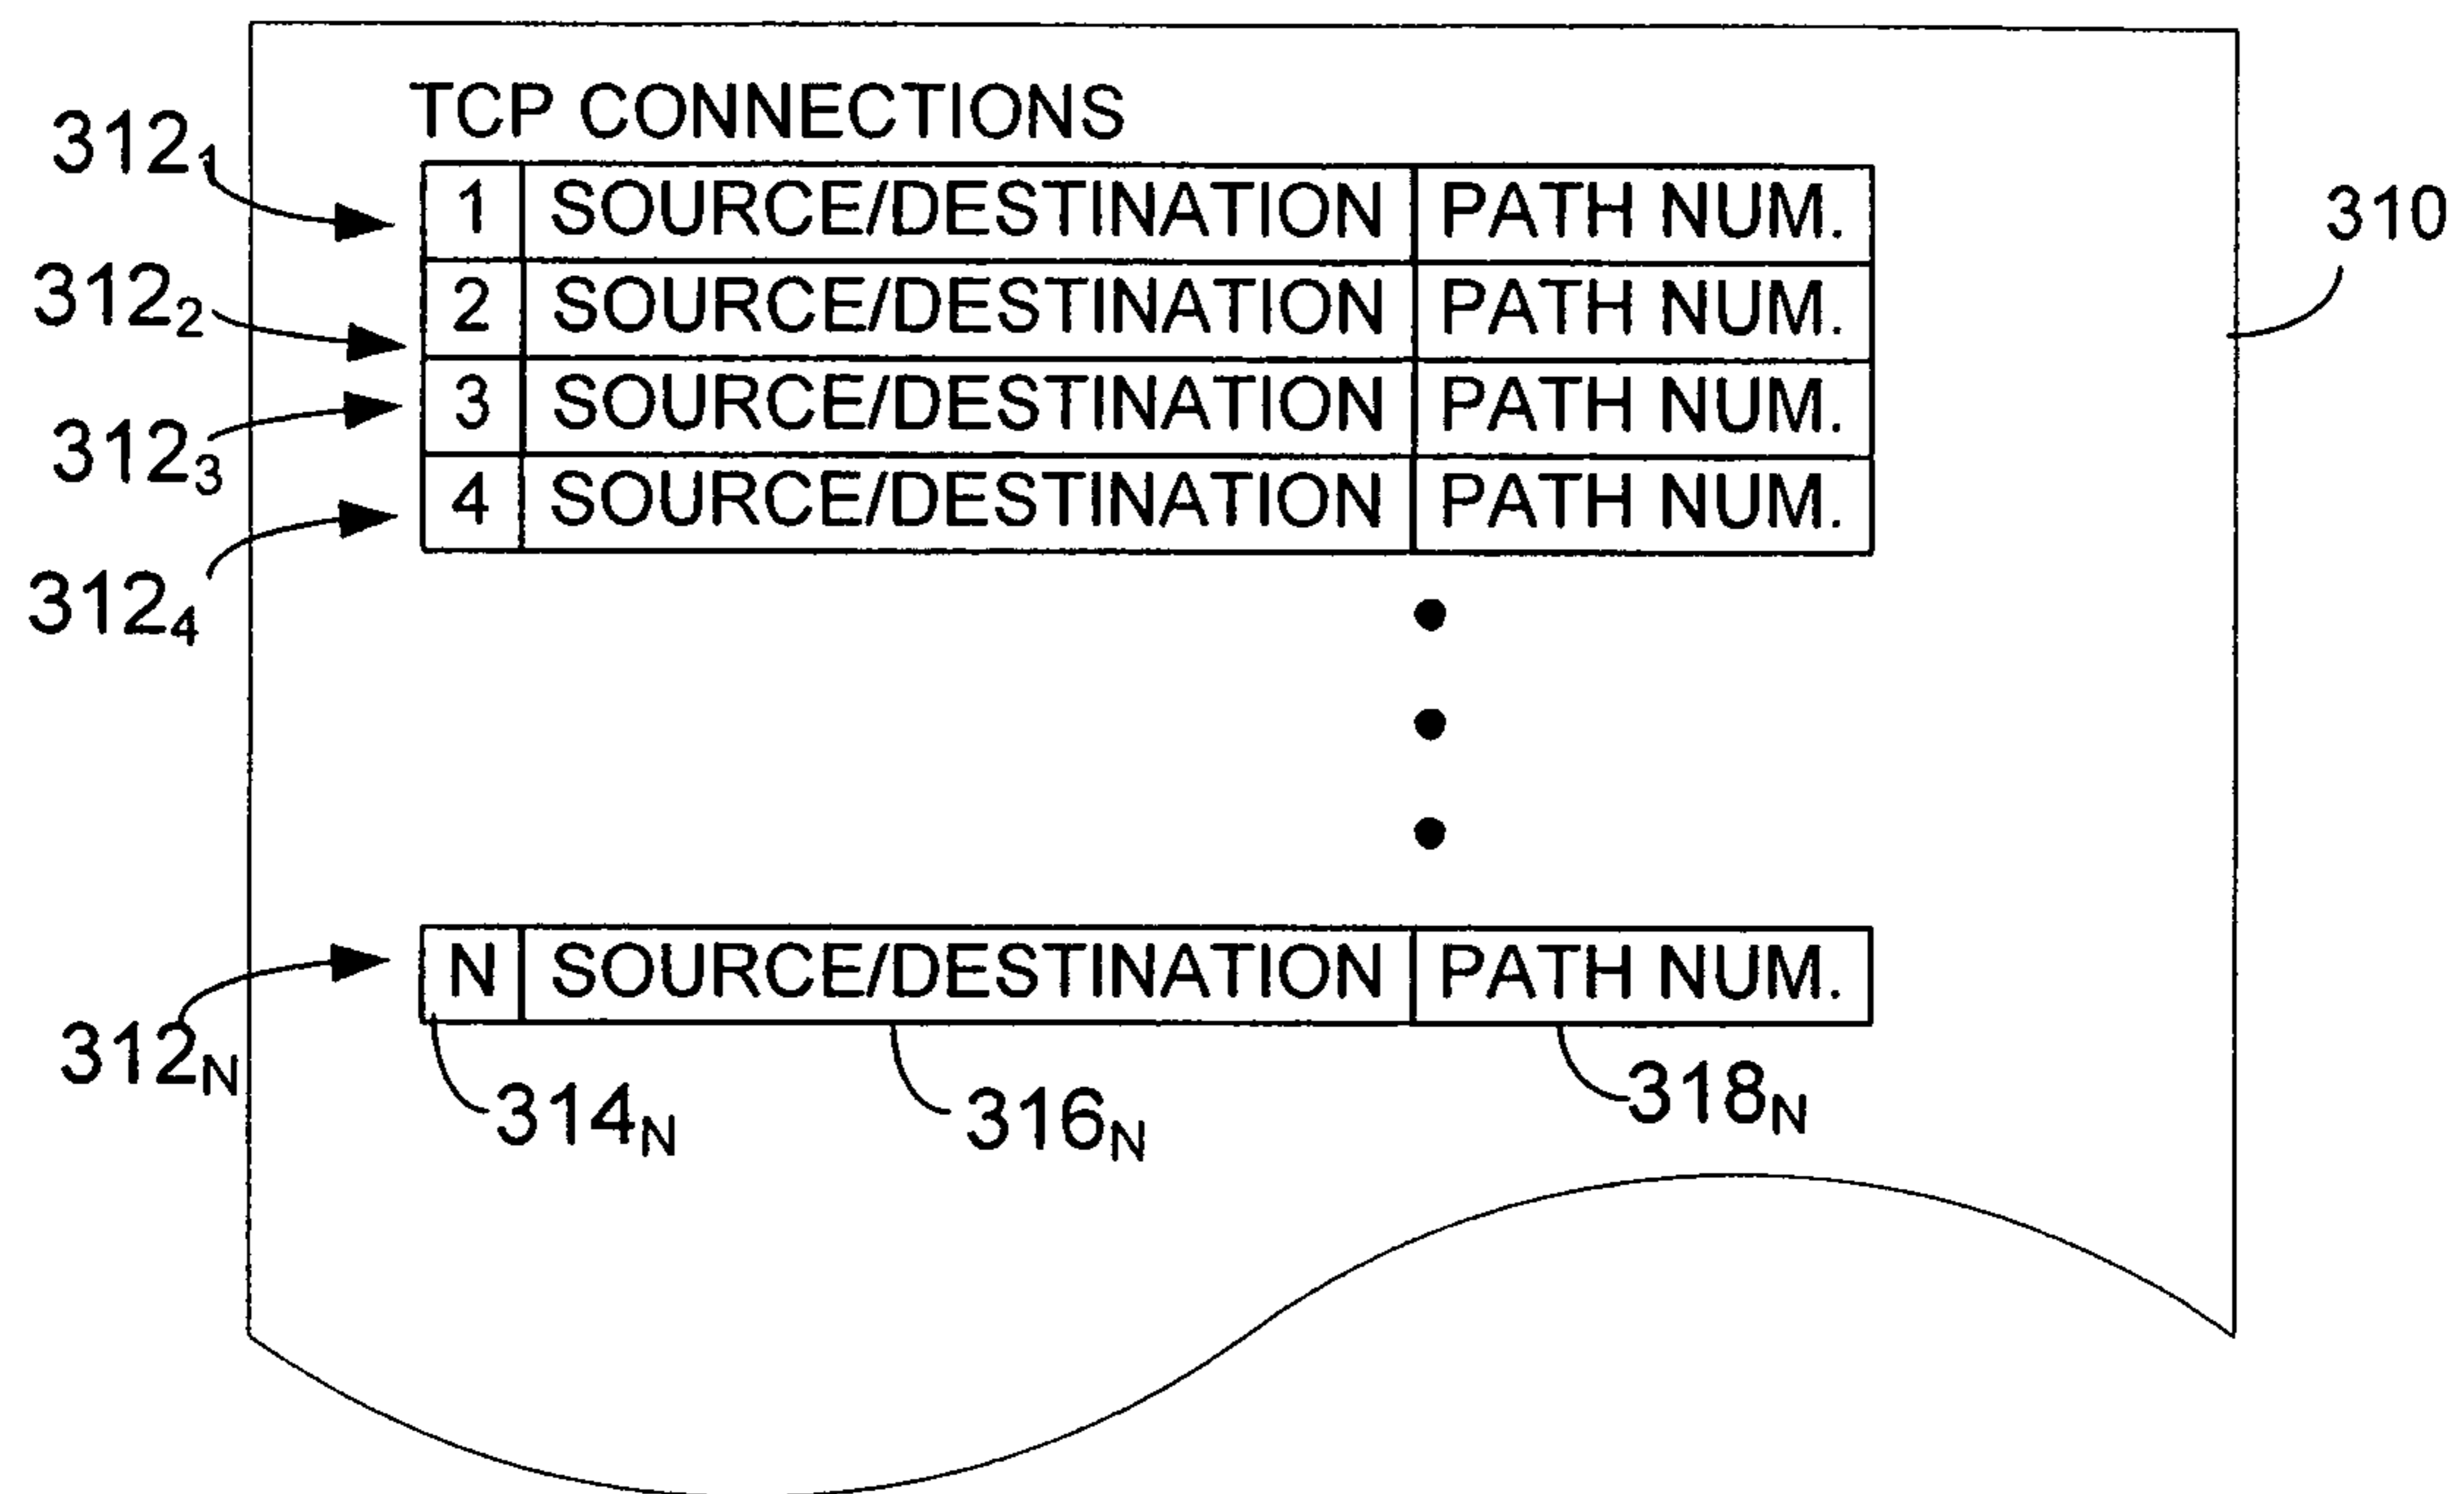 TCP CONNECTIONS
312₁
1 SOURCE/DESTINATION PATH NUM.
310
312₂
2 SOURCE/DESTINATION PATH NUM.
312₃
3 SOURCE/DESTINATION PATH NUM.
312₄
4 SOURCE/DESTINATION PATH NUM.
N SOURCE/DESTINATION PATH NUM.
312N
314N 316N 318N